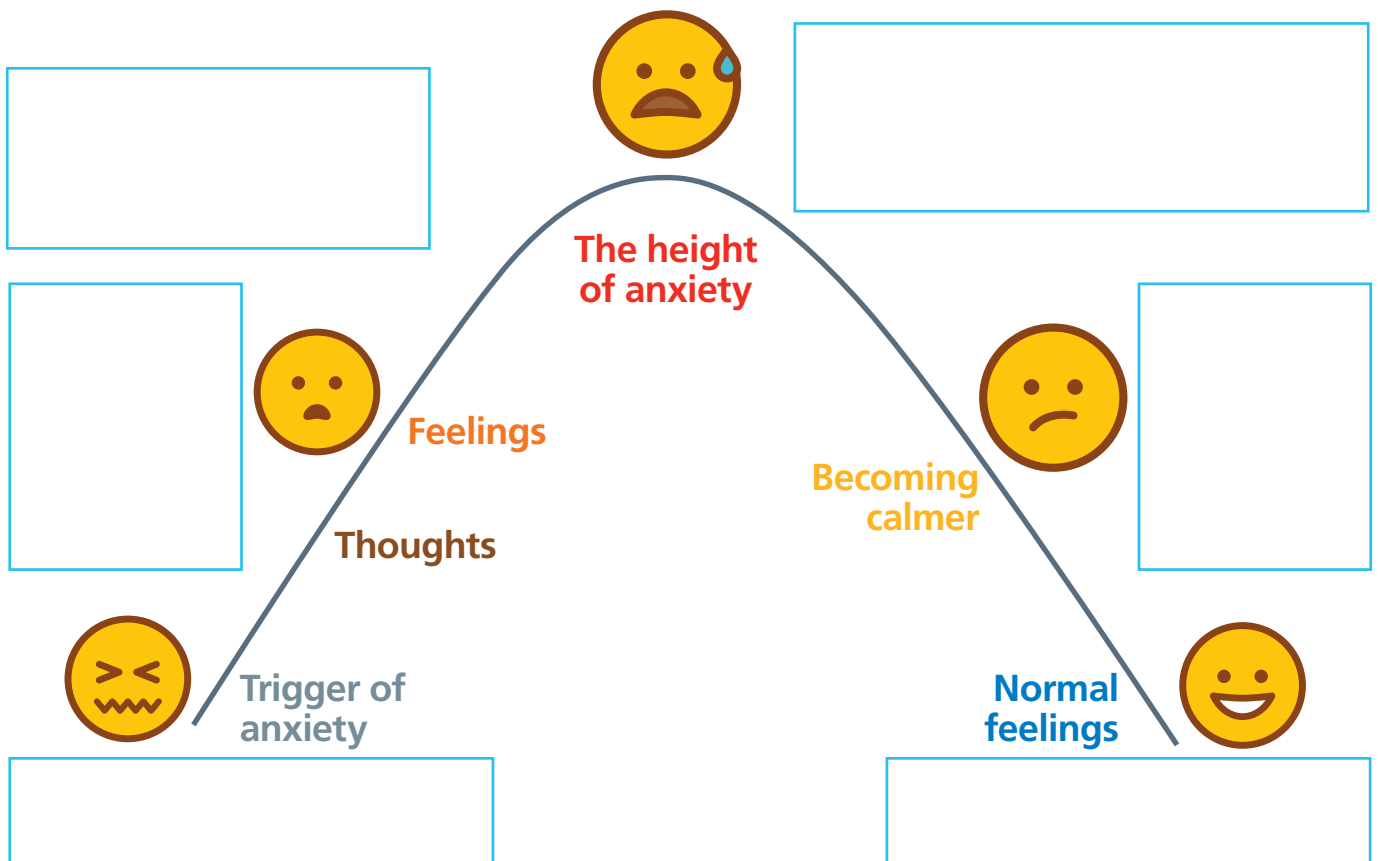 The height
of anxiety
Feelings
Thoughts
Trigger of
anxiety
Becoming
calmer
Normal
feelings